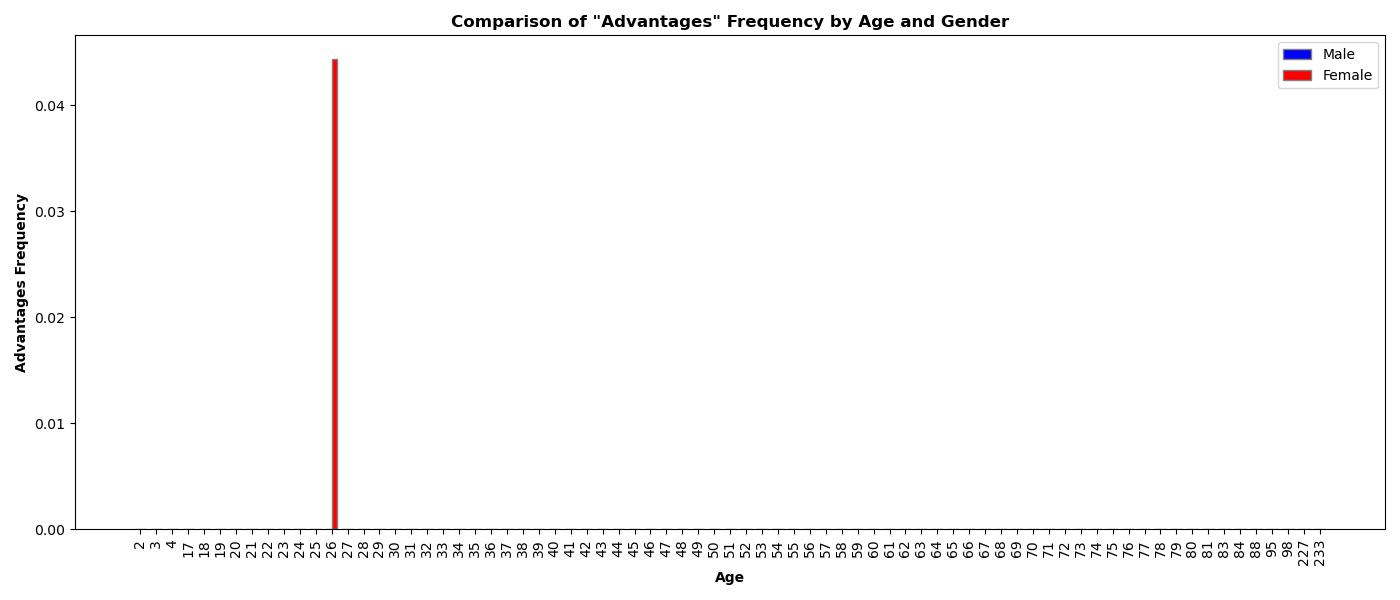 Comparison of "Advantages" Frequency by Age and Gender
Male
Female
0.04
0.03
0.02
0.01
0.00
Advantages Frequency
2 3 4 17 18 19 20 21 22 23 24 25 26 27 28 29 30 31 32 33 34 35 36 37 38 39 40 41 42 43 44 45 46 47 48 49 50 51 52 53 54 55 56 57 58 59 60 61 62 63 64 65 66 67 68 69 70 71 72 73 74 75 76 77 78 79 80 81 83 84 88 95 98 227 233
Age